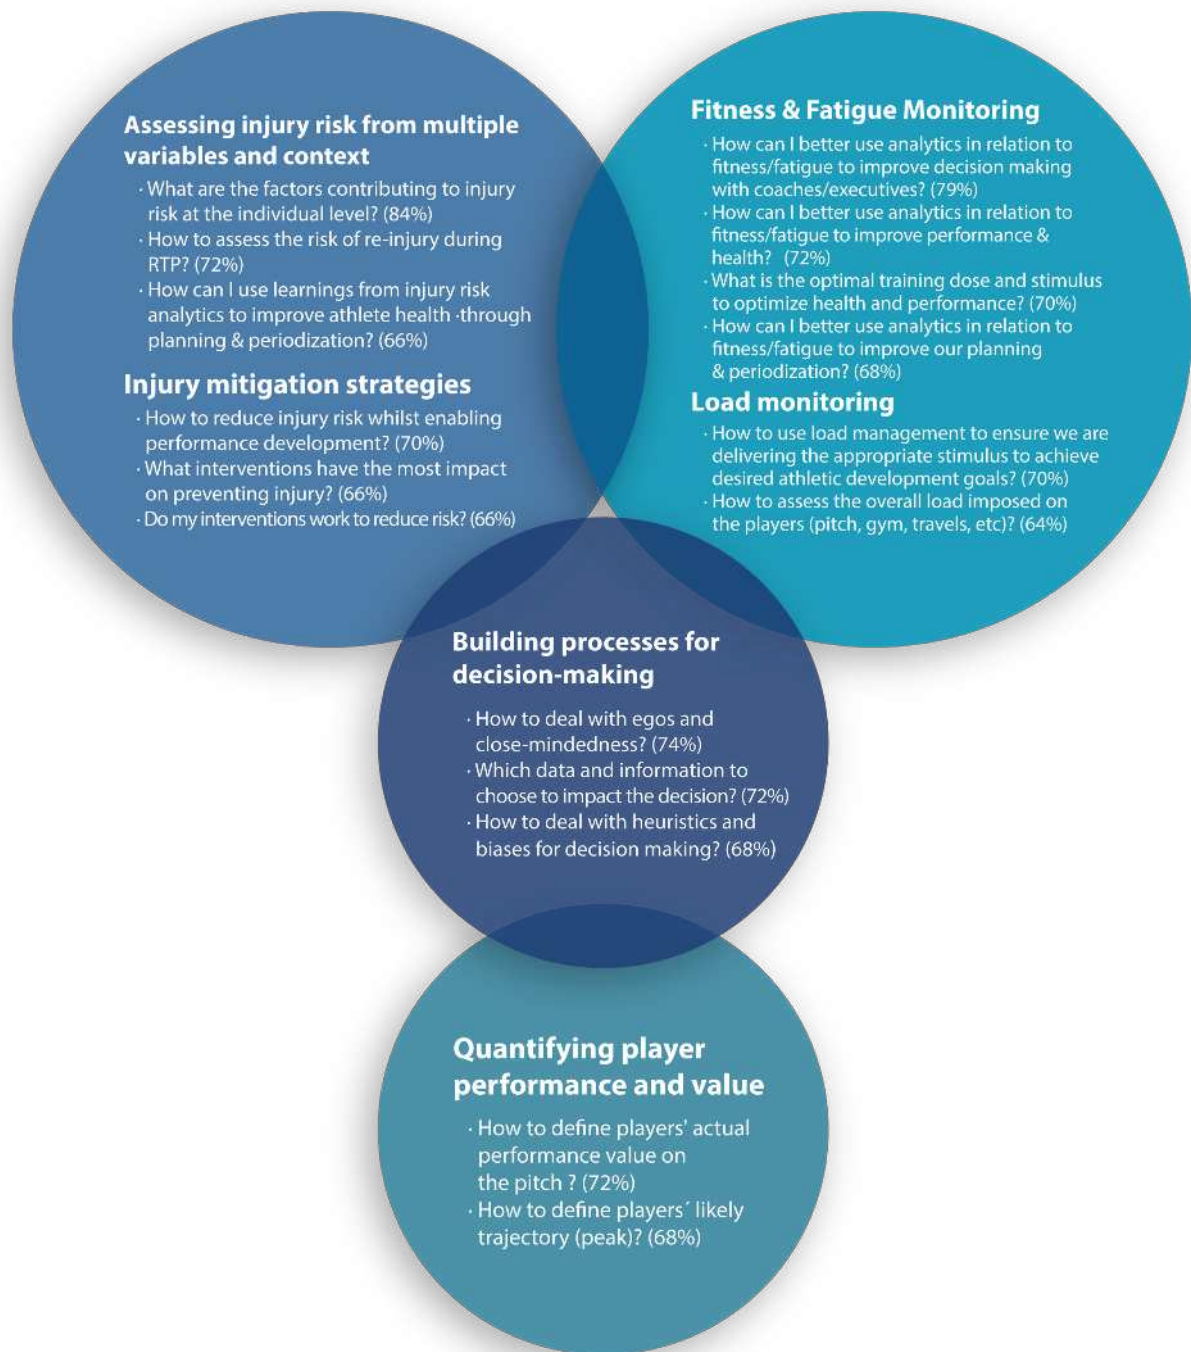 Assessing injury risk from multiple
variables and context
· What are the factors contributing to injury
risk at the individual level? (84%)
· How to assess the risk of re-injury during
RTP? (72%)
· How can I use learnings from injury risk
analytics to improve athlete health ·through
planning & periodization? (66%)
Injury mitigation strategies
· How to reduce injury risk whilst enabling
performance development? (70%)
· What interventions have the most impact
on preventing injury? (66%)
· Do my interventions work to reduce risk? (66%)
Fitness & Fatigue Monitoring
· How can I better use analytics in relation to
fitness/fatigue to improve decision making
with coaches/executives? (79%)
· How can I better use analytics in relation to
fitness/fatigue to improve performance &
health? (72%)
· What is the optimal training dose and stimulus
to optimize health and performance? (70%)
· How can I better use analytics in relation to
fitness/fatigue to improve our planning
& periodization? (68%)
Load monitoring
· How to use load management to ensure we are
delivering the appropriate stimulus to achieve
desired athletic development goals? (70%)
· How to assess the overall load imposed on
the players (pitch, gym, travels, etc)? (64%)
Building processes for
decision-making
· How to deal with egos and
close-mindedness? (74%)
· Which data and information to
choose to impact the decision? (72%)
· How to deal with heuristics and
biases for decision making? (68%)
Quantifying player
performance and value
· How to define players' actual
performance value on
the pitch ? (72%)
· How to define players´ likely
trajectory (peak)? (68%)